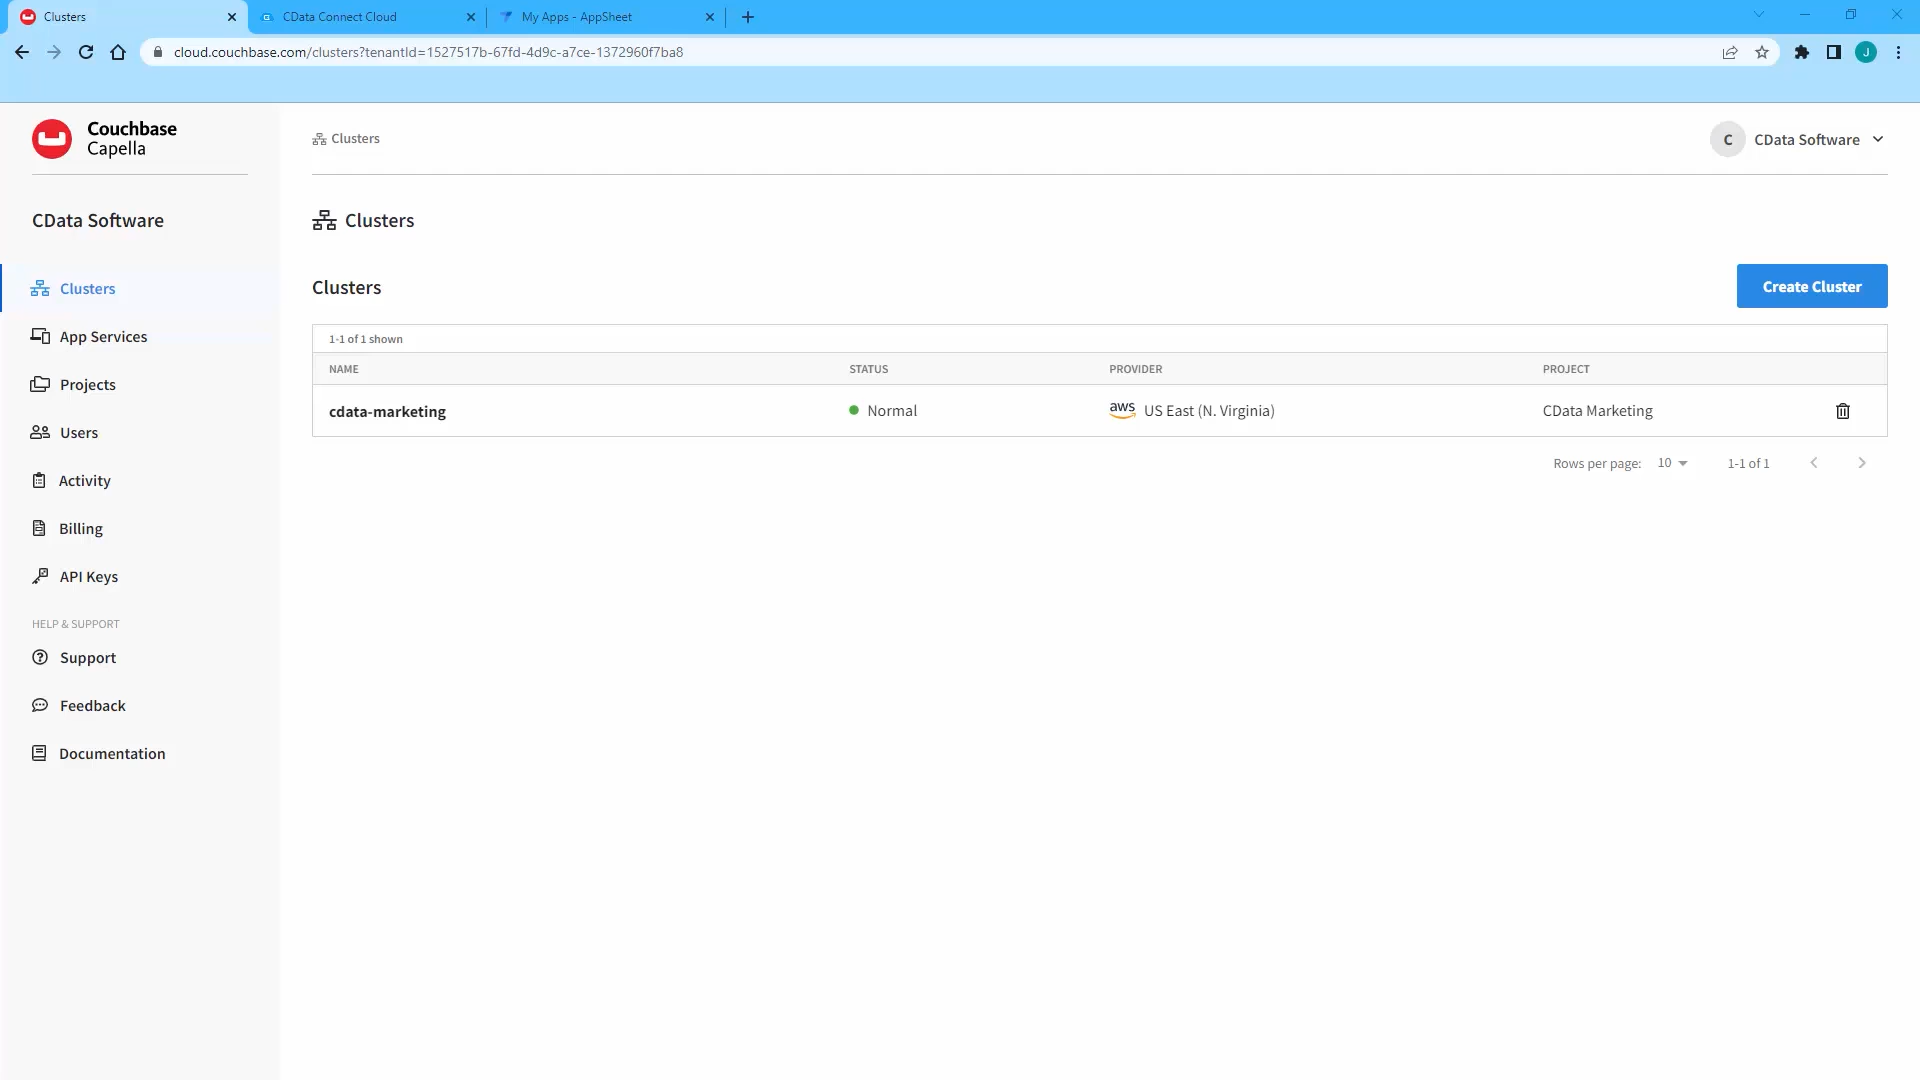 Clusters
CData Connect Cloud
My Apps - AppSheet
cloud.couchbase.com/clusters?tenantId=1527517b-67fd-4d9c-a7ce-1372960f7ba8
J
Couchbase
Capella
Clusters
C
CData Software
CData Software
Clusters
Clusters
App Services
Projects
Users
Activity
Billing
API Keys
HELP & SUPPORT
Support
Feedback
Documentation
Clusters
Create Cluster
1-1 of 1 shown
NAME STATUS PROVIDER PROJECT
cdata-marketing Normal aws US East (N. Virginia) CData Marketing
Rows per page: 10 1-1 of 1